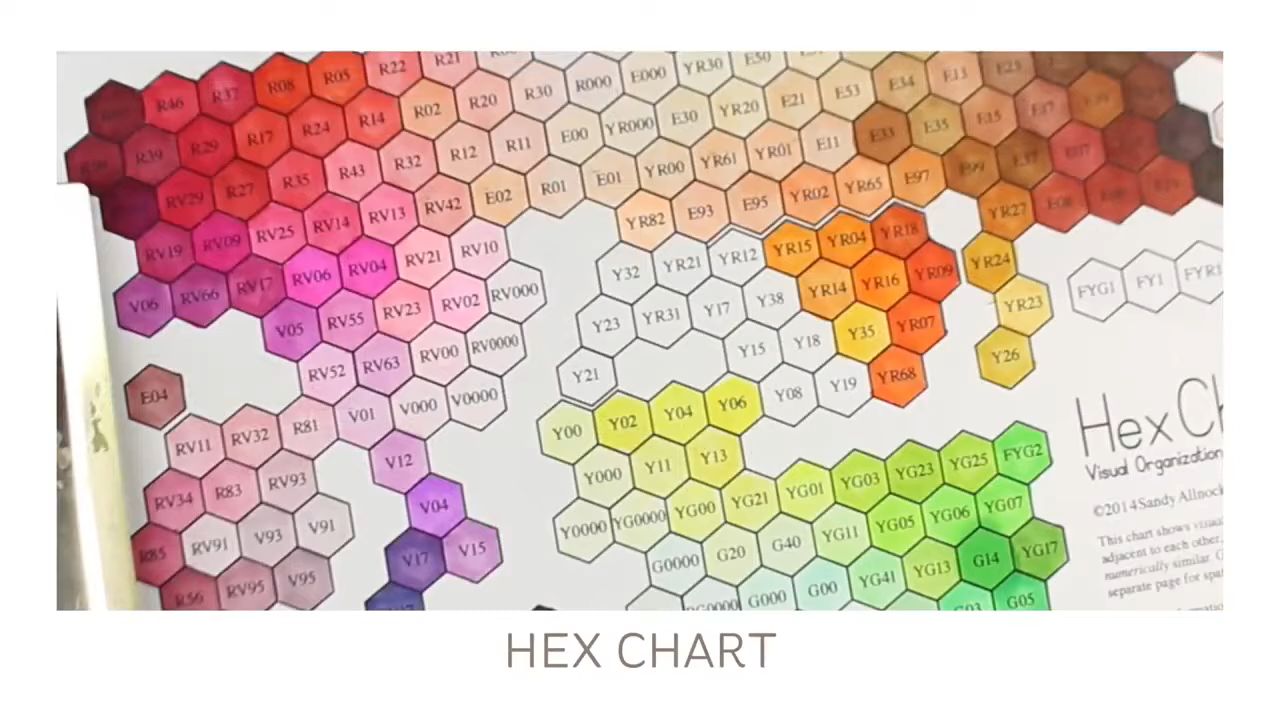 R22 R21
R46 R37 R08 R05 R02 R20 R30 R000 E000 YR30 E50
R39 R29 R17 R24 R14 R12 R11 E00 YR000 E30 YR20 E21 E53 E34 E13 E23
RV29 R27 R35 R43 R32 E02 R01 E01 YR00 YR61 YR01 E11 E33 E35 E15 E17
RV19 RV09 RV25 RV14 RV13 RV42 YR82 E93 E95 YR02 YR65 E97 E99 E37
V06 RV66 RV17 RV06 RV04 RV21 RV10 Y32 YR21 YR12 YR15 YR04 YR18 YR27
V05 RV55 RV23 RV02 RV000 Y23 YR31 Y17 Y38 YR14 YR16 YR09 YR24 FYG1 FY1
RV52 RV63 RV00 RV0000 Y21 Y15 Y18 Y35 YR07 YR23
E04 V01 V000 V0000 Y08 Y19 YR68 Y26
RV11 RV32 R81 Y00 Y02 Y04 Y06
V12 Y000 Y11 Y13
RV34 R83 RV93 V04 Y0000 YG0000 YG00 YG21 YG01 YG03 YG23 YG25 FYG2
R85 RV91 V93 V91 V17 V15 G0000 G20 G40 YG11 YG05 YG06 YG07
R56 RV95 V95 G000 G00 YG41 YG13 G14 YG17
G05
Hex C
Visual Organization
©2014 Sandy Allnock
This chart shows
adjacent to each other,
numerically similar.
separate page for
HEX CHART